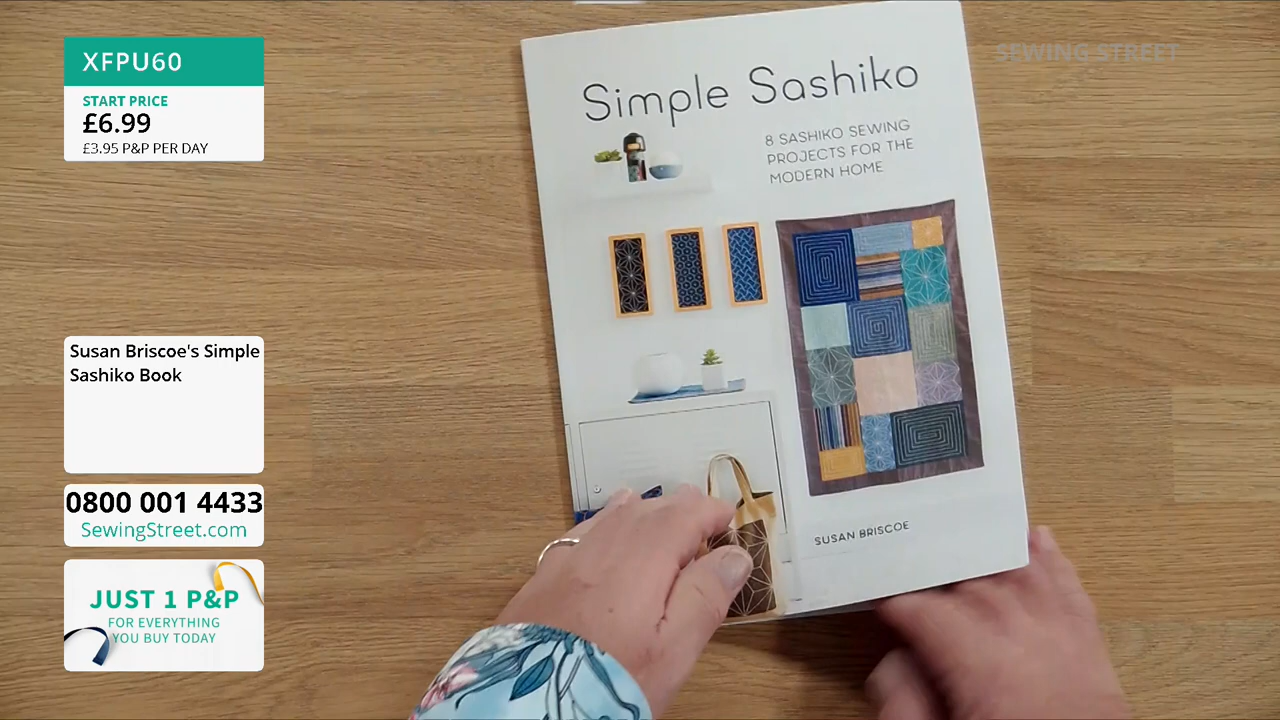 XFPU60
START PRICE
£6.99
£3.95 P&P PER DAY
Susan Briscoe's Simple
Sashiko Book
0800 001 4433
SewingStreet.com
JUST 1 P&P
FOR EVERYTHING
YOU BUY TODAY
SEWING STREET
Simple Sashiko
8 SASHIKO SEWING
PROJECTS FOR THE
MODERN HOME
SUSAN BRISCOE